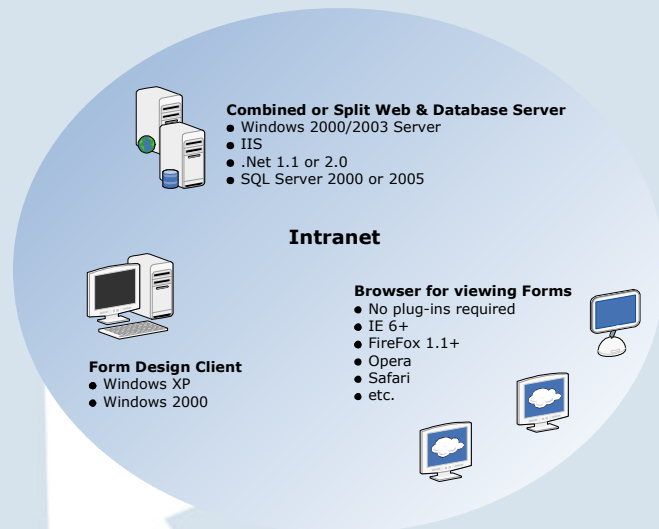 Combined or Split Web & Database Server
● Windows 2000/2003 Server
● IIS
● .Net 1.1 or 2.0
● SQL Server 2000 or 2005
Intranet
Browser for viewing Forms
● No plug-ins required
● IE 6+
● FireFox 1.1+
● Opera
● Safari
● etc.
Form Design Client
● Windows XP
● Windows 2000